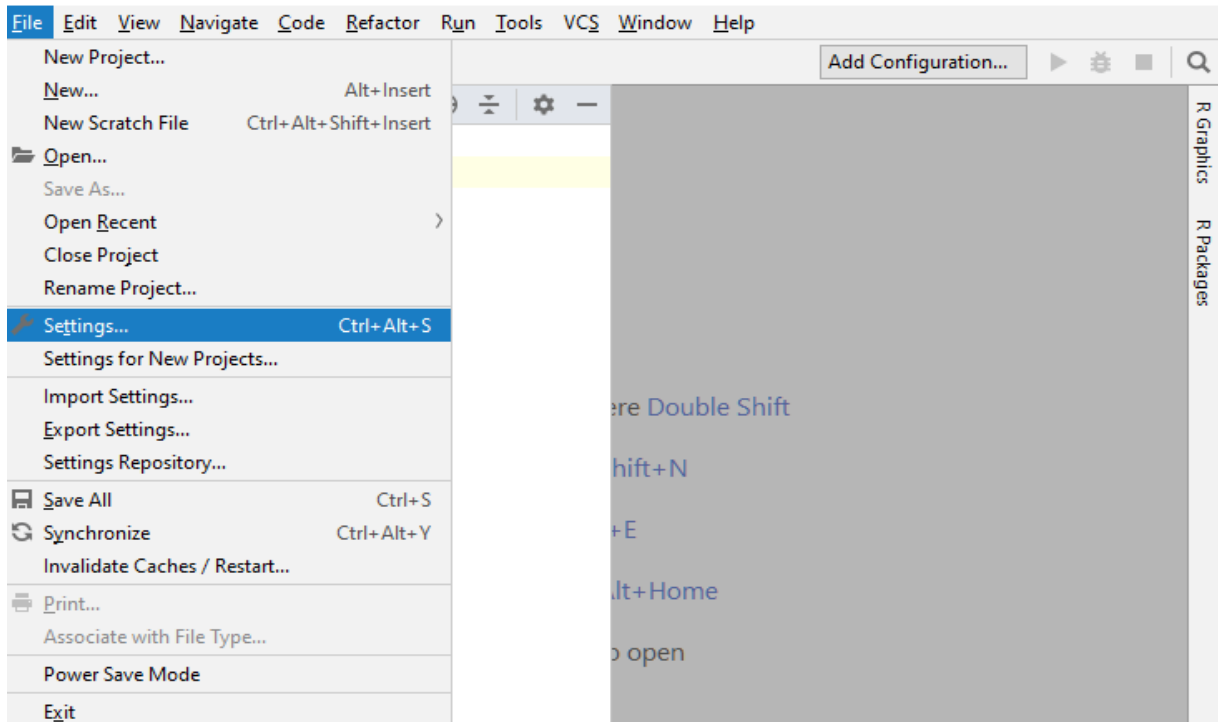 File Edit View Navigate Code Refactor Run Tools VCS Window Help
Add Configuration...
New Project...
New... Alt+Insert
New Scratch File Ctrl+Alt+Shift+Insert
Open...
Save As...
Open Recent
Close Project
Rename Project...
Settings... Ctrl+Alt+S
Settings for New Projects...
Import Settings...
Export Settings...
Settings Repository...
Save All Ctrl+S
Synchronize Ctrl+Alt+Y
Invalidate Caches / Restart...
Print...
Associate with File Type...
Power Save Mode
Exit
ere Double Shift
hift+N
+E
lt+Home
open
R Graphics
R Packages